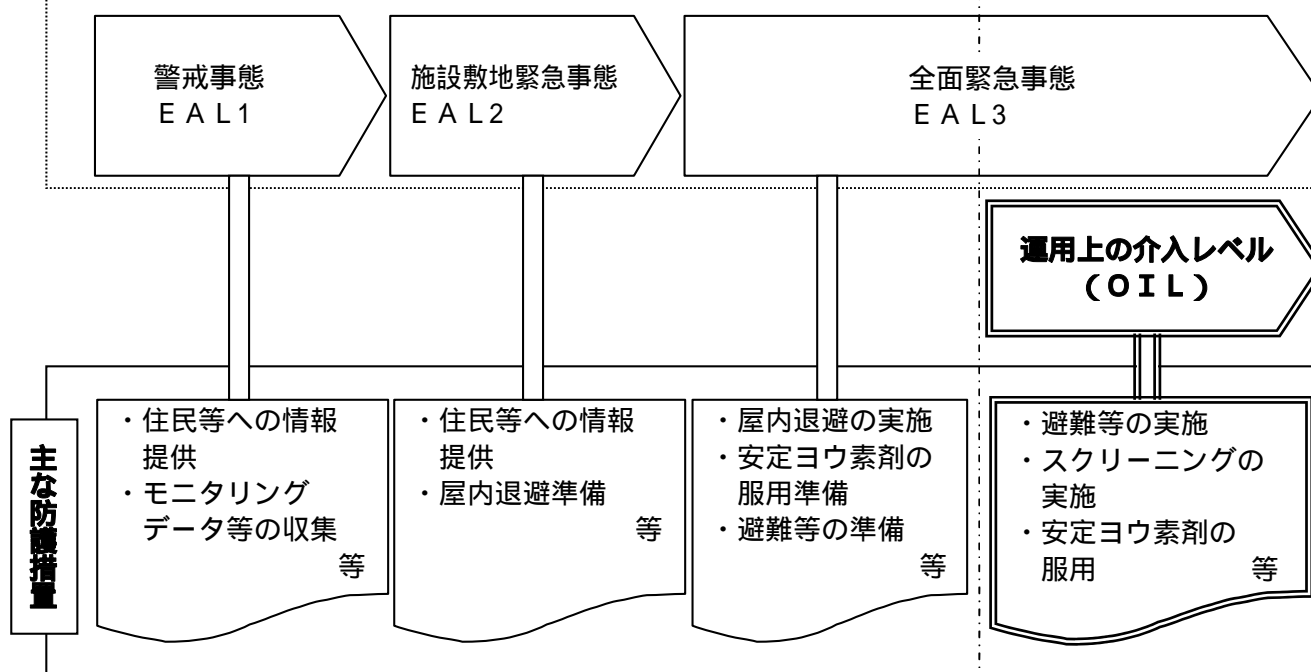 警戒事態
ＥＡＬ1
施設敷地緊急事態
ＥＡＬ2
全面緊急事態
ＥＡＬ3
運用上の介入レベル
（ＯＩＬ）
主な防護措置
・住民等への情報
提供
・モニタリング
データ等の収集
等
・住民等への情報
提供
・屋内退避準備
等
・屋内退避の実施
・安定ヨウ素剤の
服用準備
・避難等の準備
等
・避難等の実施
・スクリーニングの
実施
・安定ヨウ素剤の
服用　　　　等